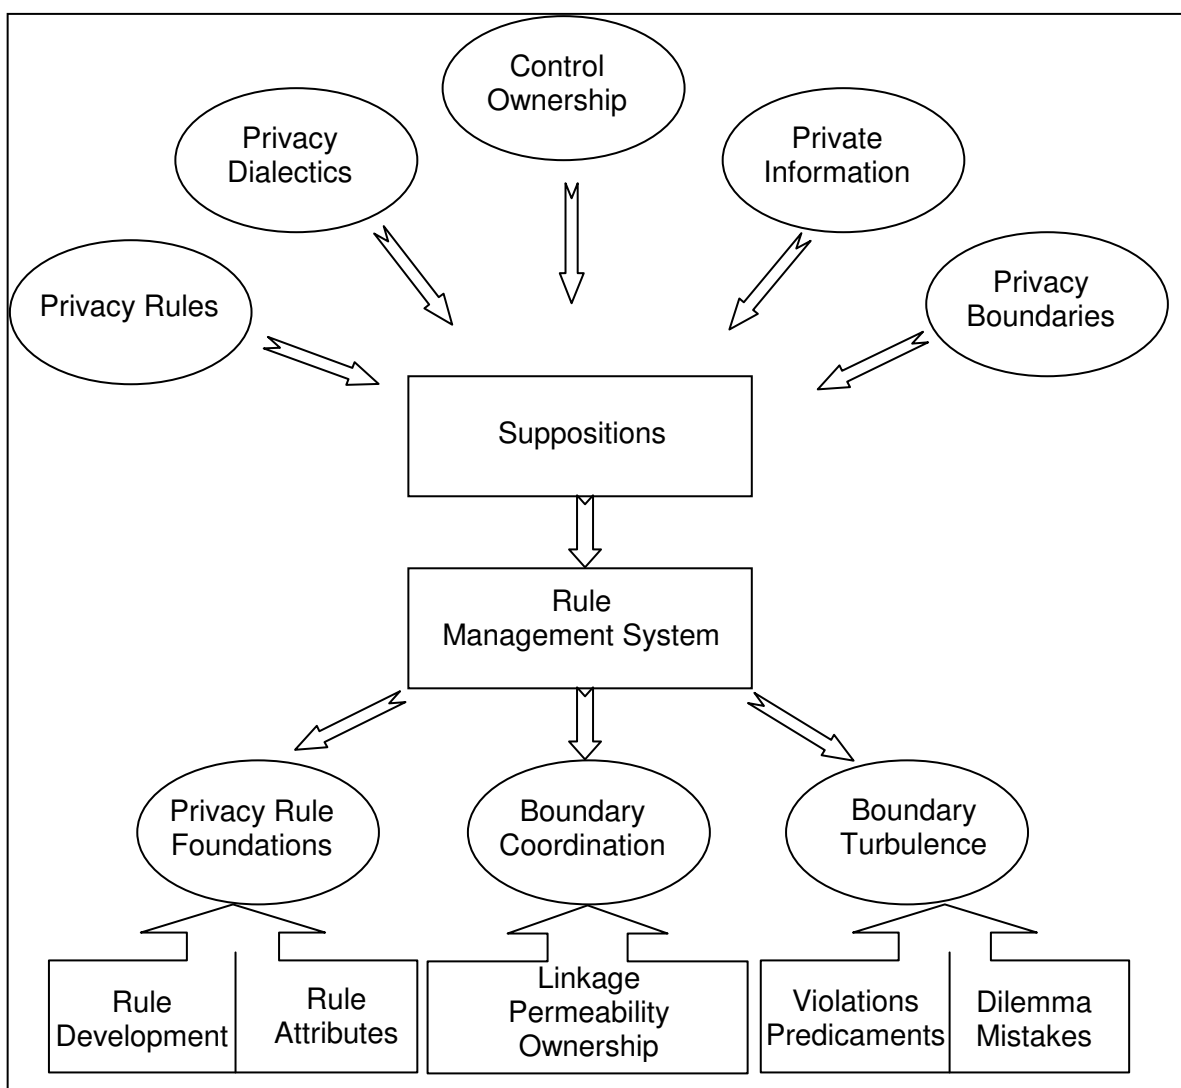 Control
Ownership
Privacy
Dialectics
Private
Information
Privacy Rules
Privacy
Boundaries
Suppositions
Rule
Management System
Privacy Rule
Foundations
Boundary
Coordination
Boundary
Turbulence
Rule
Development
Rule
Attributes
Linkage
Permeability
Ownership
Violations
Predicaments
Dilemma
Mistakes